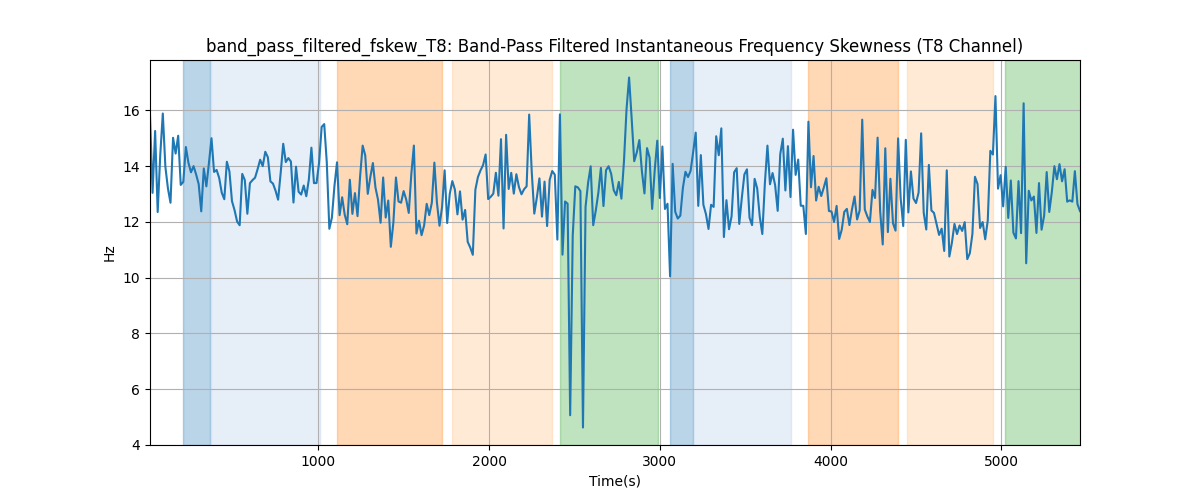 band_pass_filtered_fskew_T8: Band-Pass Filtered Instantaneous Frequency Skewness (T8 Channel)
16
14
12
10
8
6
4
Hz
1000 2000 3000 4000 5000
Time(s)